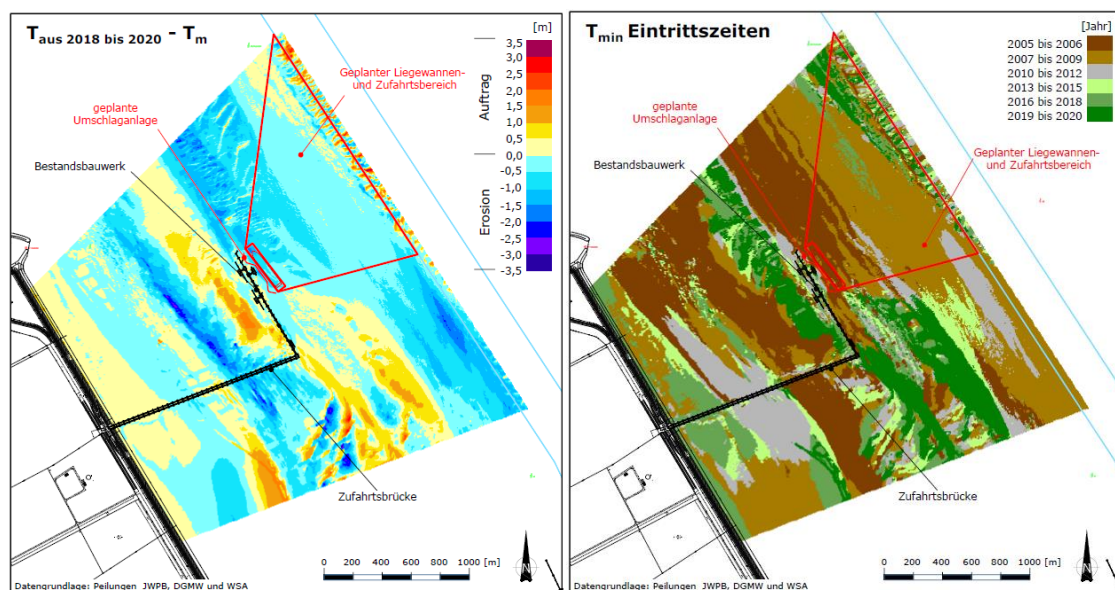 T aus 2018 bis 2020 - Tm
[m]
3,5
3,0
2,5
2,0
1,5
1,0
0,5
0,0
-0,5
-1,0
-1,5
-2,0
-2,5
-3,0
-3,5
Auftrag
Erosion
Geplanter Liegewannen-
und Zufahrtsbereich
geplante
Umschlaganlage
Bestandsbauwerk
Zufahrtsbrücke
0 200 400 600 800 1000 [m]
N
Datengrundlage: Peilungen JWPB, DGMW und WSA
Tmin Eintrittszeiten
[Jahr]
2005 bis 2006
2007 bis 2009
2010 bis 2012
2013 bis 2015
2016 bis 2018
2019 bis 2020
geplante
Umschlaganlage
Bestandsbauwerk
Geplanter Liegewannen-
und Zufahrtsbereich
Zufahrtsbrücke
0 200 400 600 800 1000 [m]
N
Datengrundlage: Peilungen JWPB, DGMW und WSA